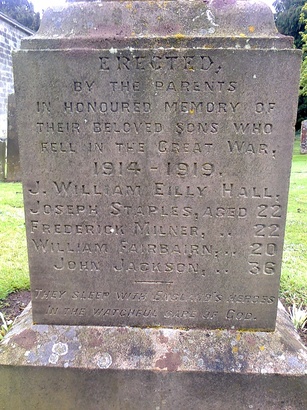 ERECTED,
BY THE PARENTS
IN HONOURED MEMORY OF
THEIR BELOVED SONS WHO
FELL IN THE GREAT WAR,
1914-1919.
J. WILLIAM EILLY HALL.
JOSEPH STAPLES, AGED 22
FREDERICK MILNER, .. 22
WILLIAM FAIRBAIRN, .. 20
JOHN JACKSON, .. 36
THEY SLEEP WITH ENGLAND'S HEROES
IN THE WATCHFUL CARE OF GOD.